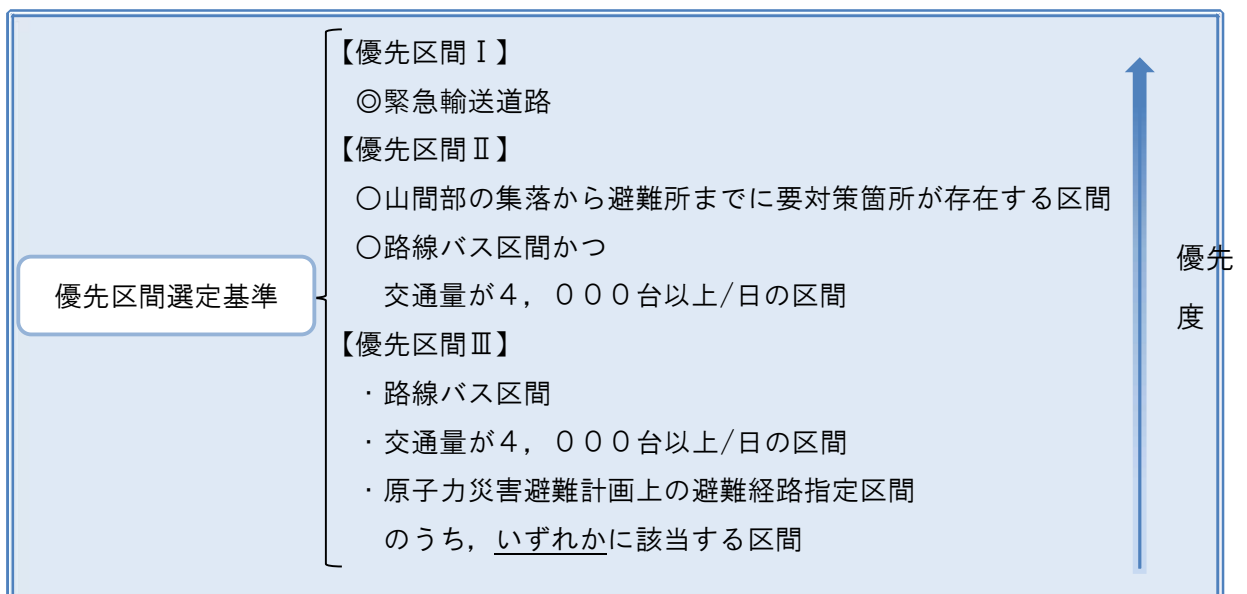 【優先区間Ⅰ】
◎緊急輸送道路
【優先区間Ⅱ】
○山間部の集落から避難所までに要対策箇所が存在する区間
○路線バス区間かつ
交通量が４，０００台以上/日の区間
優先区間選定基準
【優先区間Ⅲ】
・路線バス区間
・交通量が４，０００台以上/日の区間
・原子力災害避難計画上の避難経路指定区間
のうち，いずれかに該当する区間
優先
度